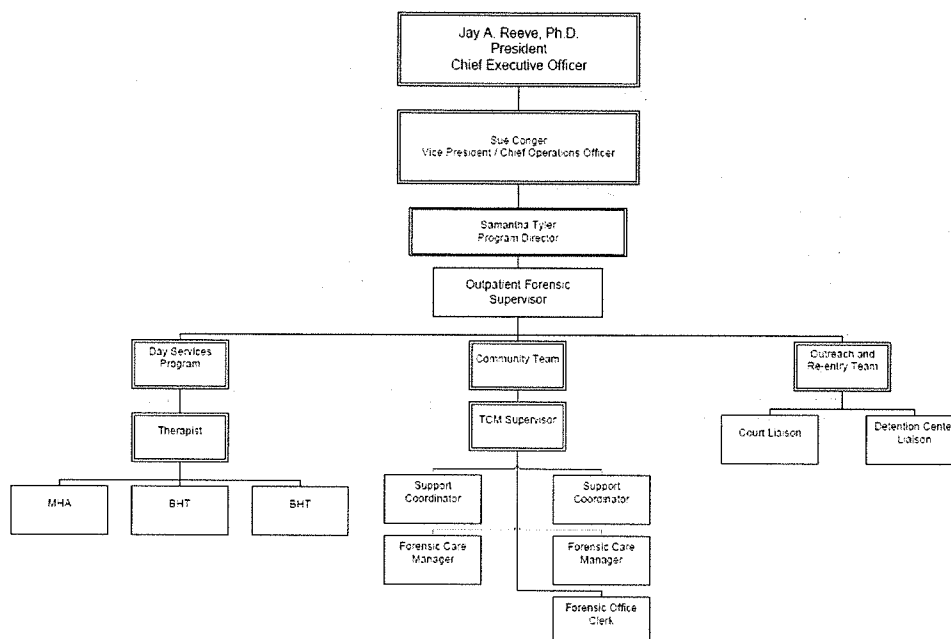 Jay A. Reeve, Ph.D.
President
Chief Executive Officer
Sue Conger
Vice President / Chief Operations Officer
Samantha Tyler
Program Director
Outpatient Forensic
Supervisor
Day Services
Program
Community Team
Outreach and
Re-entry Team
Therapist
TCM Supervisor
Court Liaison
Detention Center
Liaison
MHA
BHT
BHT
Support
Coordinator
Support
Coordinator
Forensic Care
Manager
Forensic Care
Manager
Forensic Office
Clerk